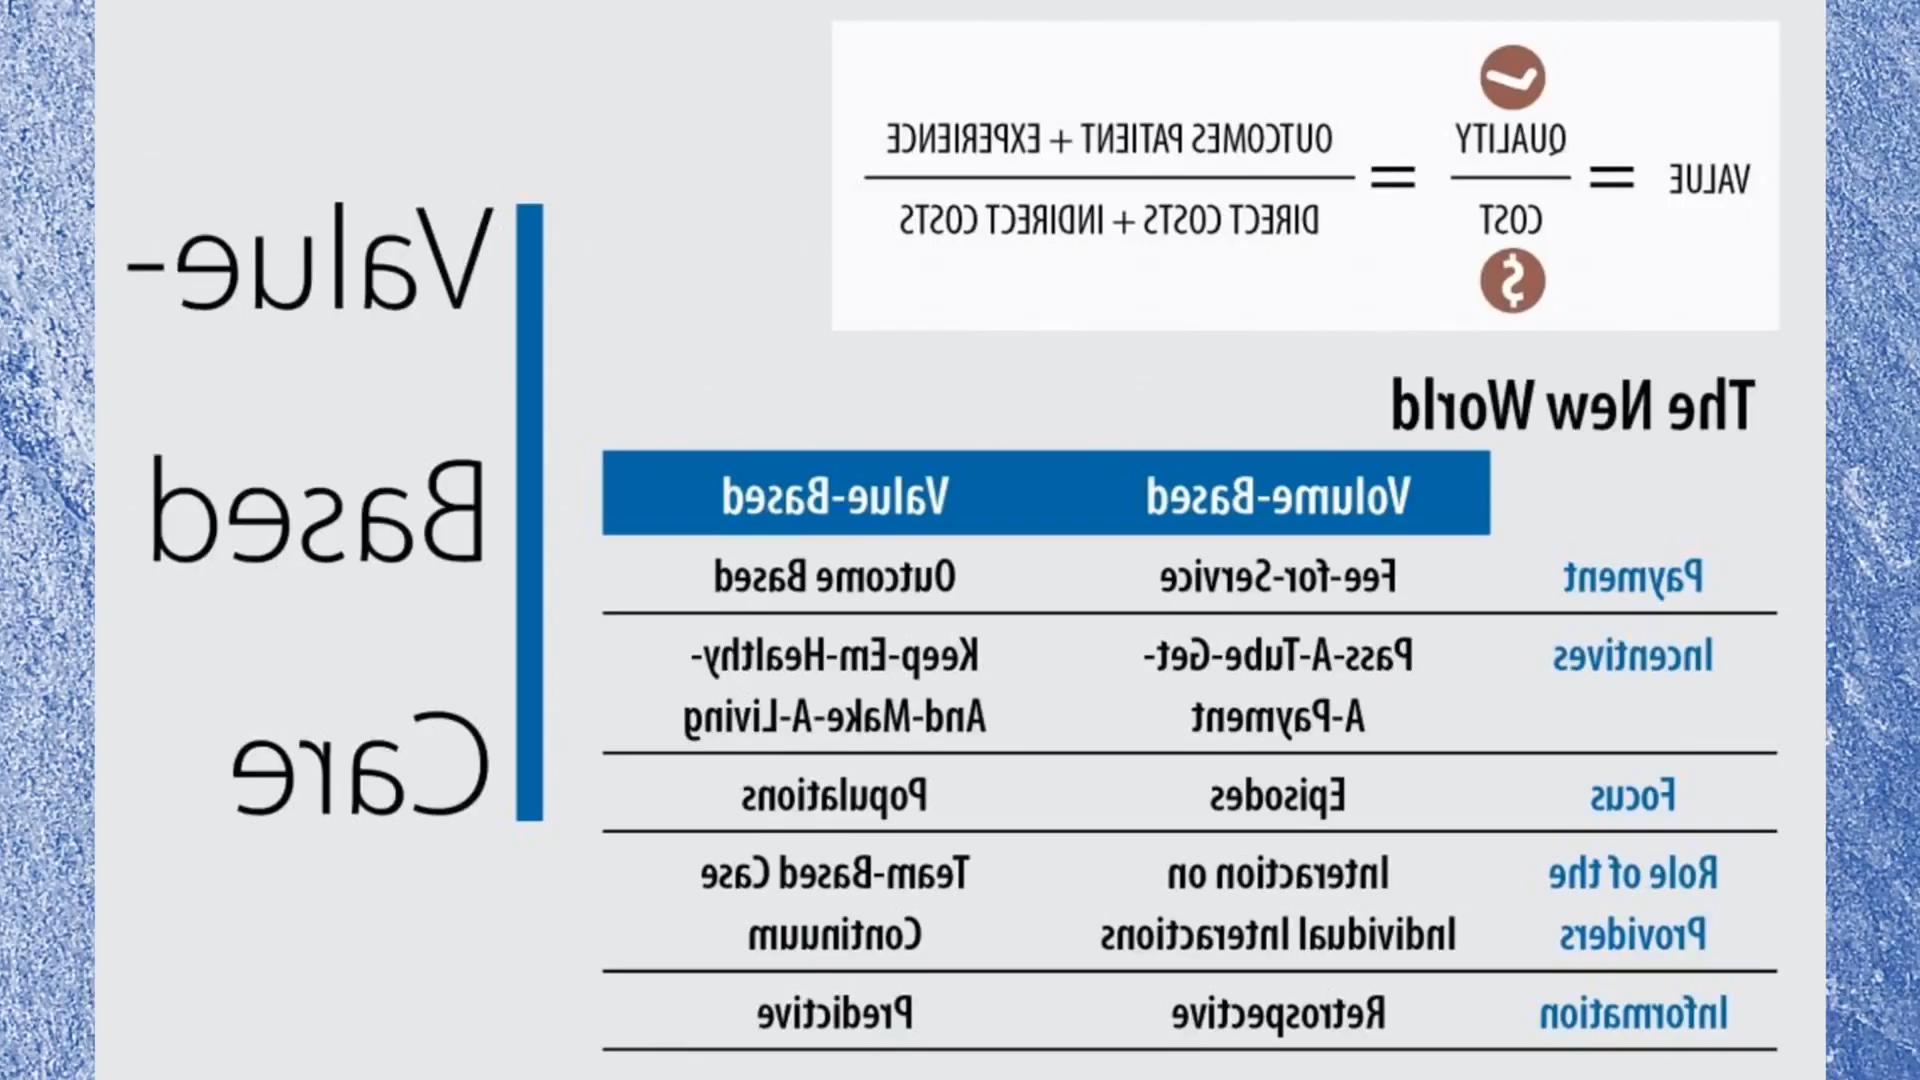 VALUE = QUALITY / COST = OUTCOMES PATIENT + EXPERIENCE / DIRECT COSTS + INDIRECT COSTS
Value-
Based
Care
The New World
Volume-Based Value-Based
Payment Fee-for-Service Outcome Based
Incentives Pass-A-Tube-Get- Keep-Em-Healthy-
A-Payment And-Make-A-Living
Focus Episodes Populations
Role of the Interaction on Team-Based Case
Providers Individual Interactions Continuum
Information Retrospective Predictive